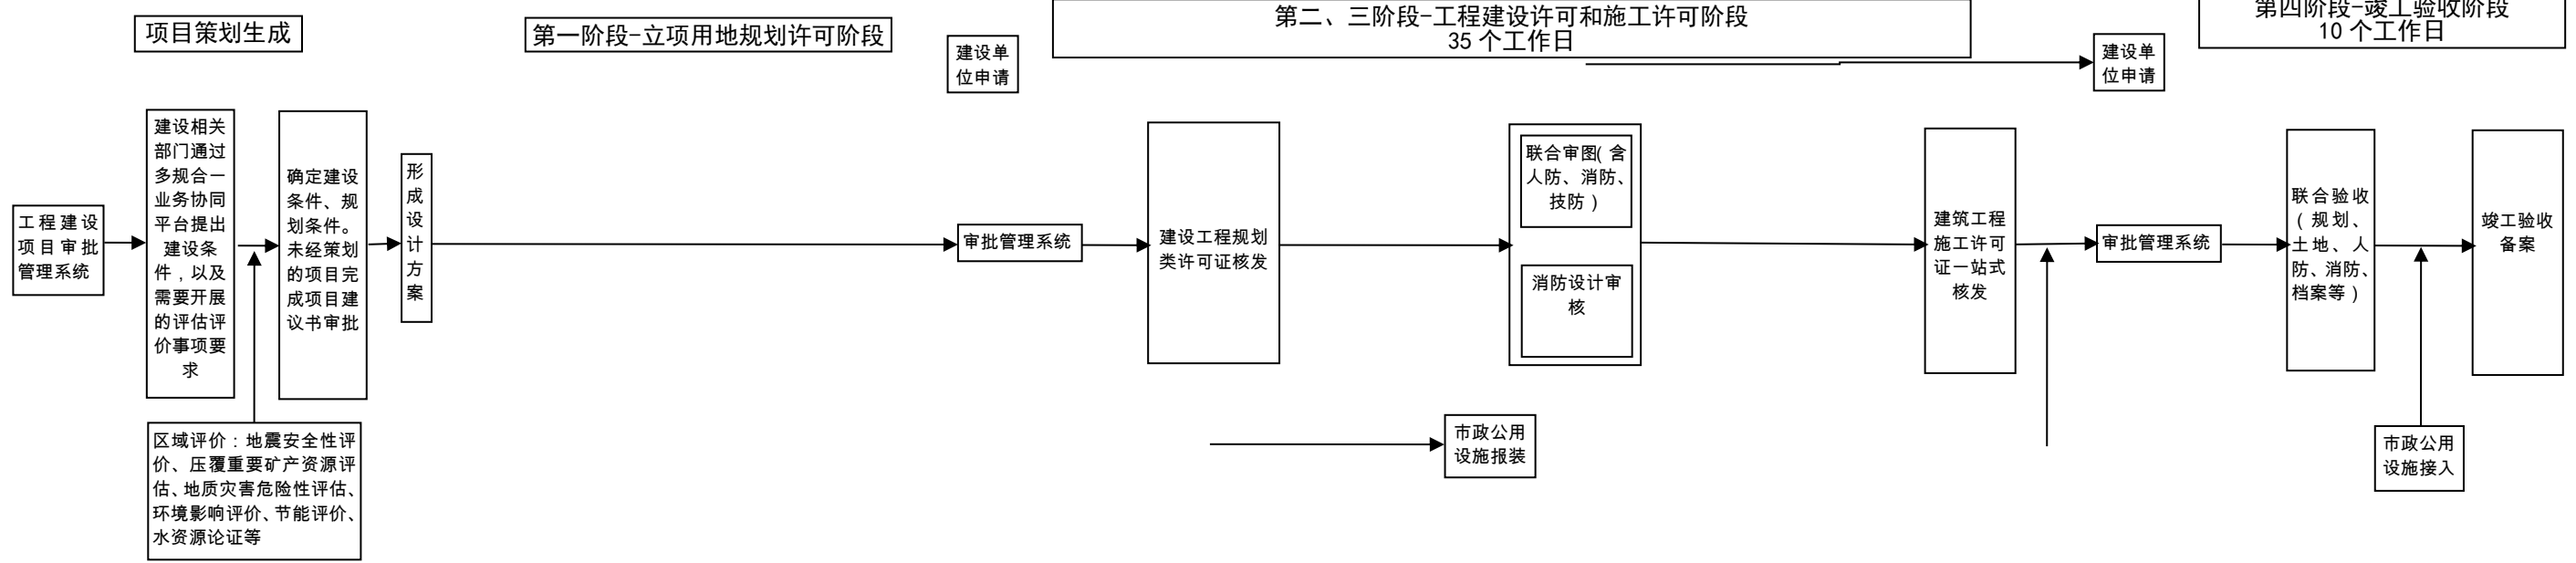 项目策划生成
第一阶段-立项用地规划许可阶段
建设单
位申请
第二、三阶段-工程建设许可和施工许可阶段
35 个工作日
建设单
位申请
第四阶段-竣工验收阶段
10 个工作日
工程建设
项目审批
管理系统
建设相关
部门通过
多规合一
业务协同
平台提出
建设条
件，以及
需要开展
的评估评
价事项要
求
确定建设
条件、规
划条件。
未经策划
的项目完
成项目建
议书审批
形
成
设
计
方
案
审批管理系统
建设工程规划
类许可证核发
联合审图(含
人防、消防、
技防)
消防设计审
核
建筑工程
施工许可
证一站式
核发
审批管理系统
联合验收
(规划、
土地、人
防、消防、
档案等)
竣工验收
备案
区域评价：地震安全性评
价、压覆重要矿产资源评
估、地质灾害危险性评估、
环境影响评价、节能评价、
水资源论证等
市政公用
设施报装
市政公用
设施接入